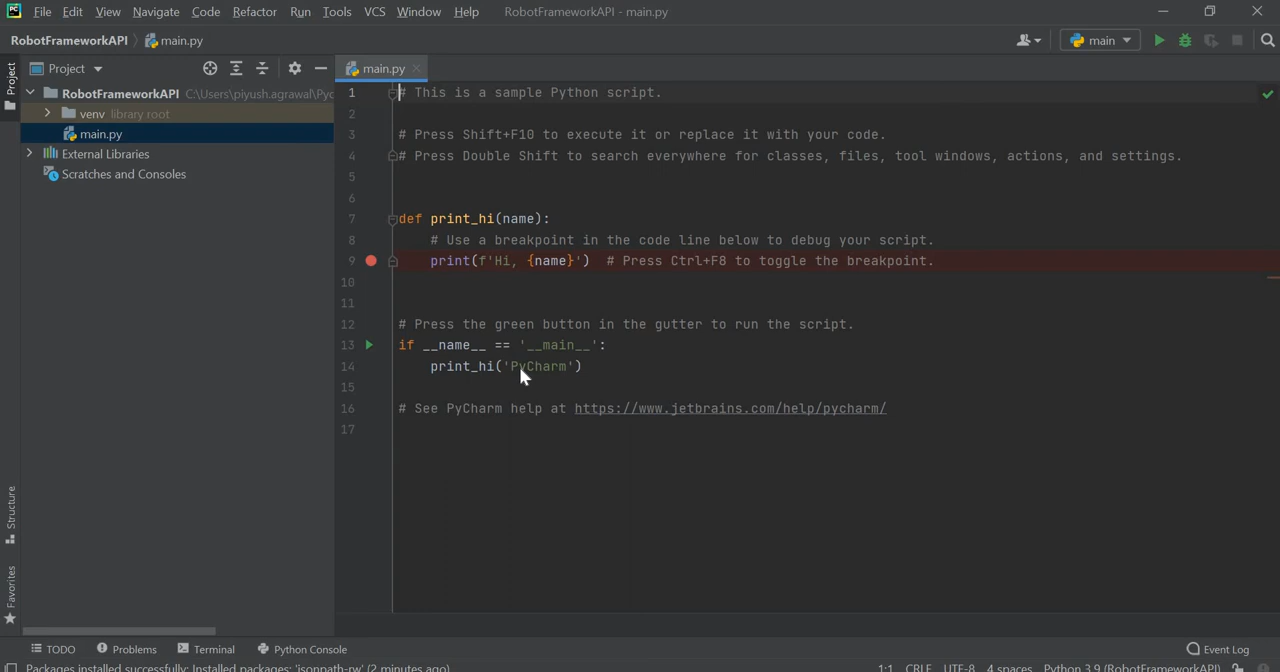 PC File Edit View Navigate Code Refactor Run Tools VCS Window Help RobotFrameworkAPI - main.py
RobotFrameworkAPI main.py main
Project Project main.py
RobotFrameworkAPI C:\Users\piyush.agrawal\Pyc
venv library root
main.py
External Libraries
Scratches and Consoles
1 # This is a sample Python script.
2
3 # Press Shift+F10 to execute it or replace it with your code.
4 # Press Double Shift to search everywhere for classes, files, tool windows, actions, and settings.
5
6
7 def print_hi(name):
8 # Use a breakpoint in the code line below to debug your script.
9 print(f'Hi, {name}') # Press Ctrl+F8 to toggle the breakpoint.
10
11
12 # Press the green button in the gutter to run the script.
13 if __name__ == '__main__':
14 print_hi('PyCharm')
15
16 # See PyCharm help at https://www.jetbrains.com/help/pycharm/
17
Structure
Favorites
TODO Problems Terminal Python Console Event Log
Packages installed successfully: Installed packages: 'jsonpath-rw' (2 minutes ago) 1:1 CRLF UTF-8 4 spaces Python 3.9 (RobotFrameworkAPI)